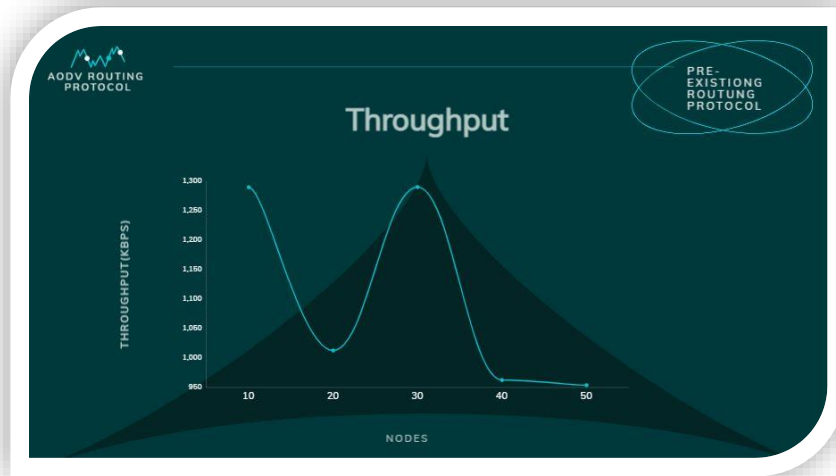 AODV ROUTING
PROTOCOL
PRE-
EXISTIONG
ROUTUNG
PROTOCOL
Throughput
THROUGHPUT(KBPS)
1,300
1,250
1,200
1,150
1,100
1,050
1,000
950
10 20 30 40 50
NODES